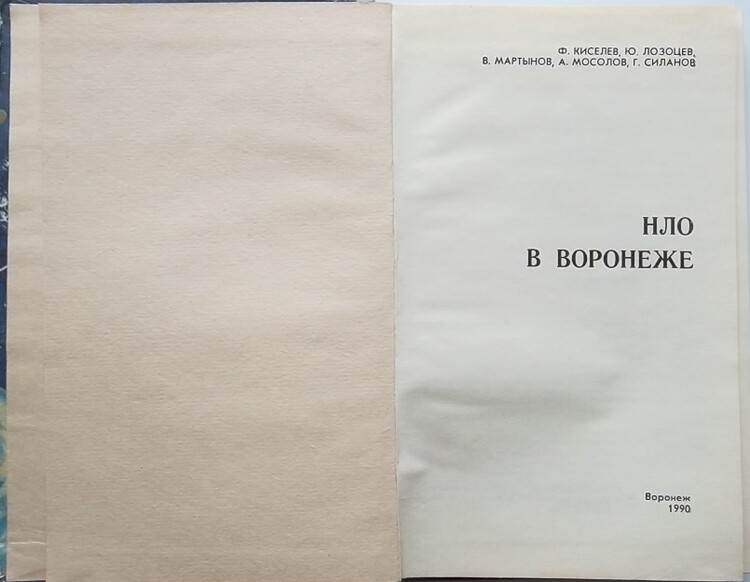 Ф. КИСЕЛЕВ, Ю. ЛОЗОЦЕВ,
В. МАРТЫНОВ, А. МОСОЛОВ, Г. СИЛАНОВ
НЛО
В ВОРОНЕЖЕ
Воронеж
1990